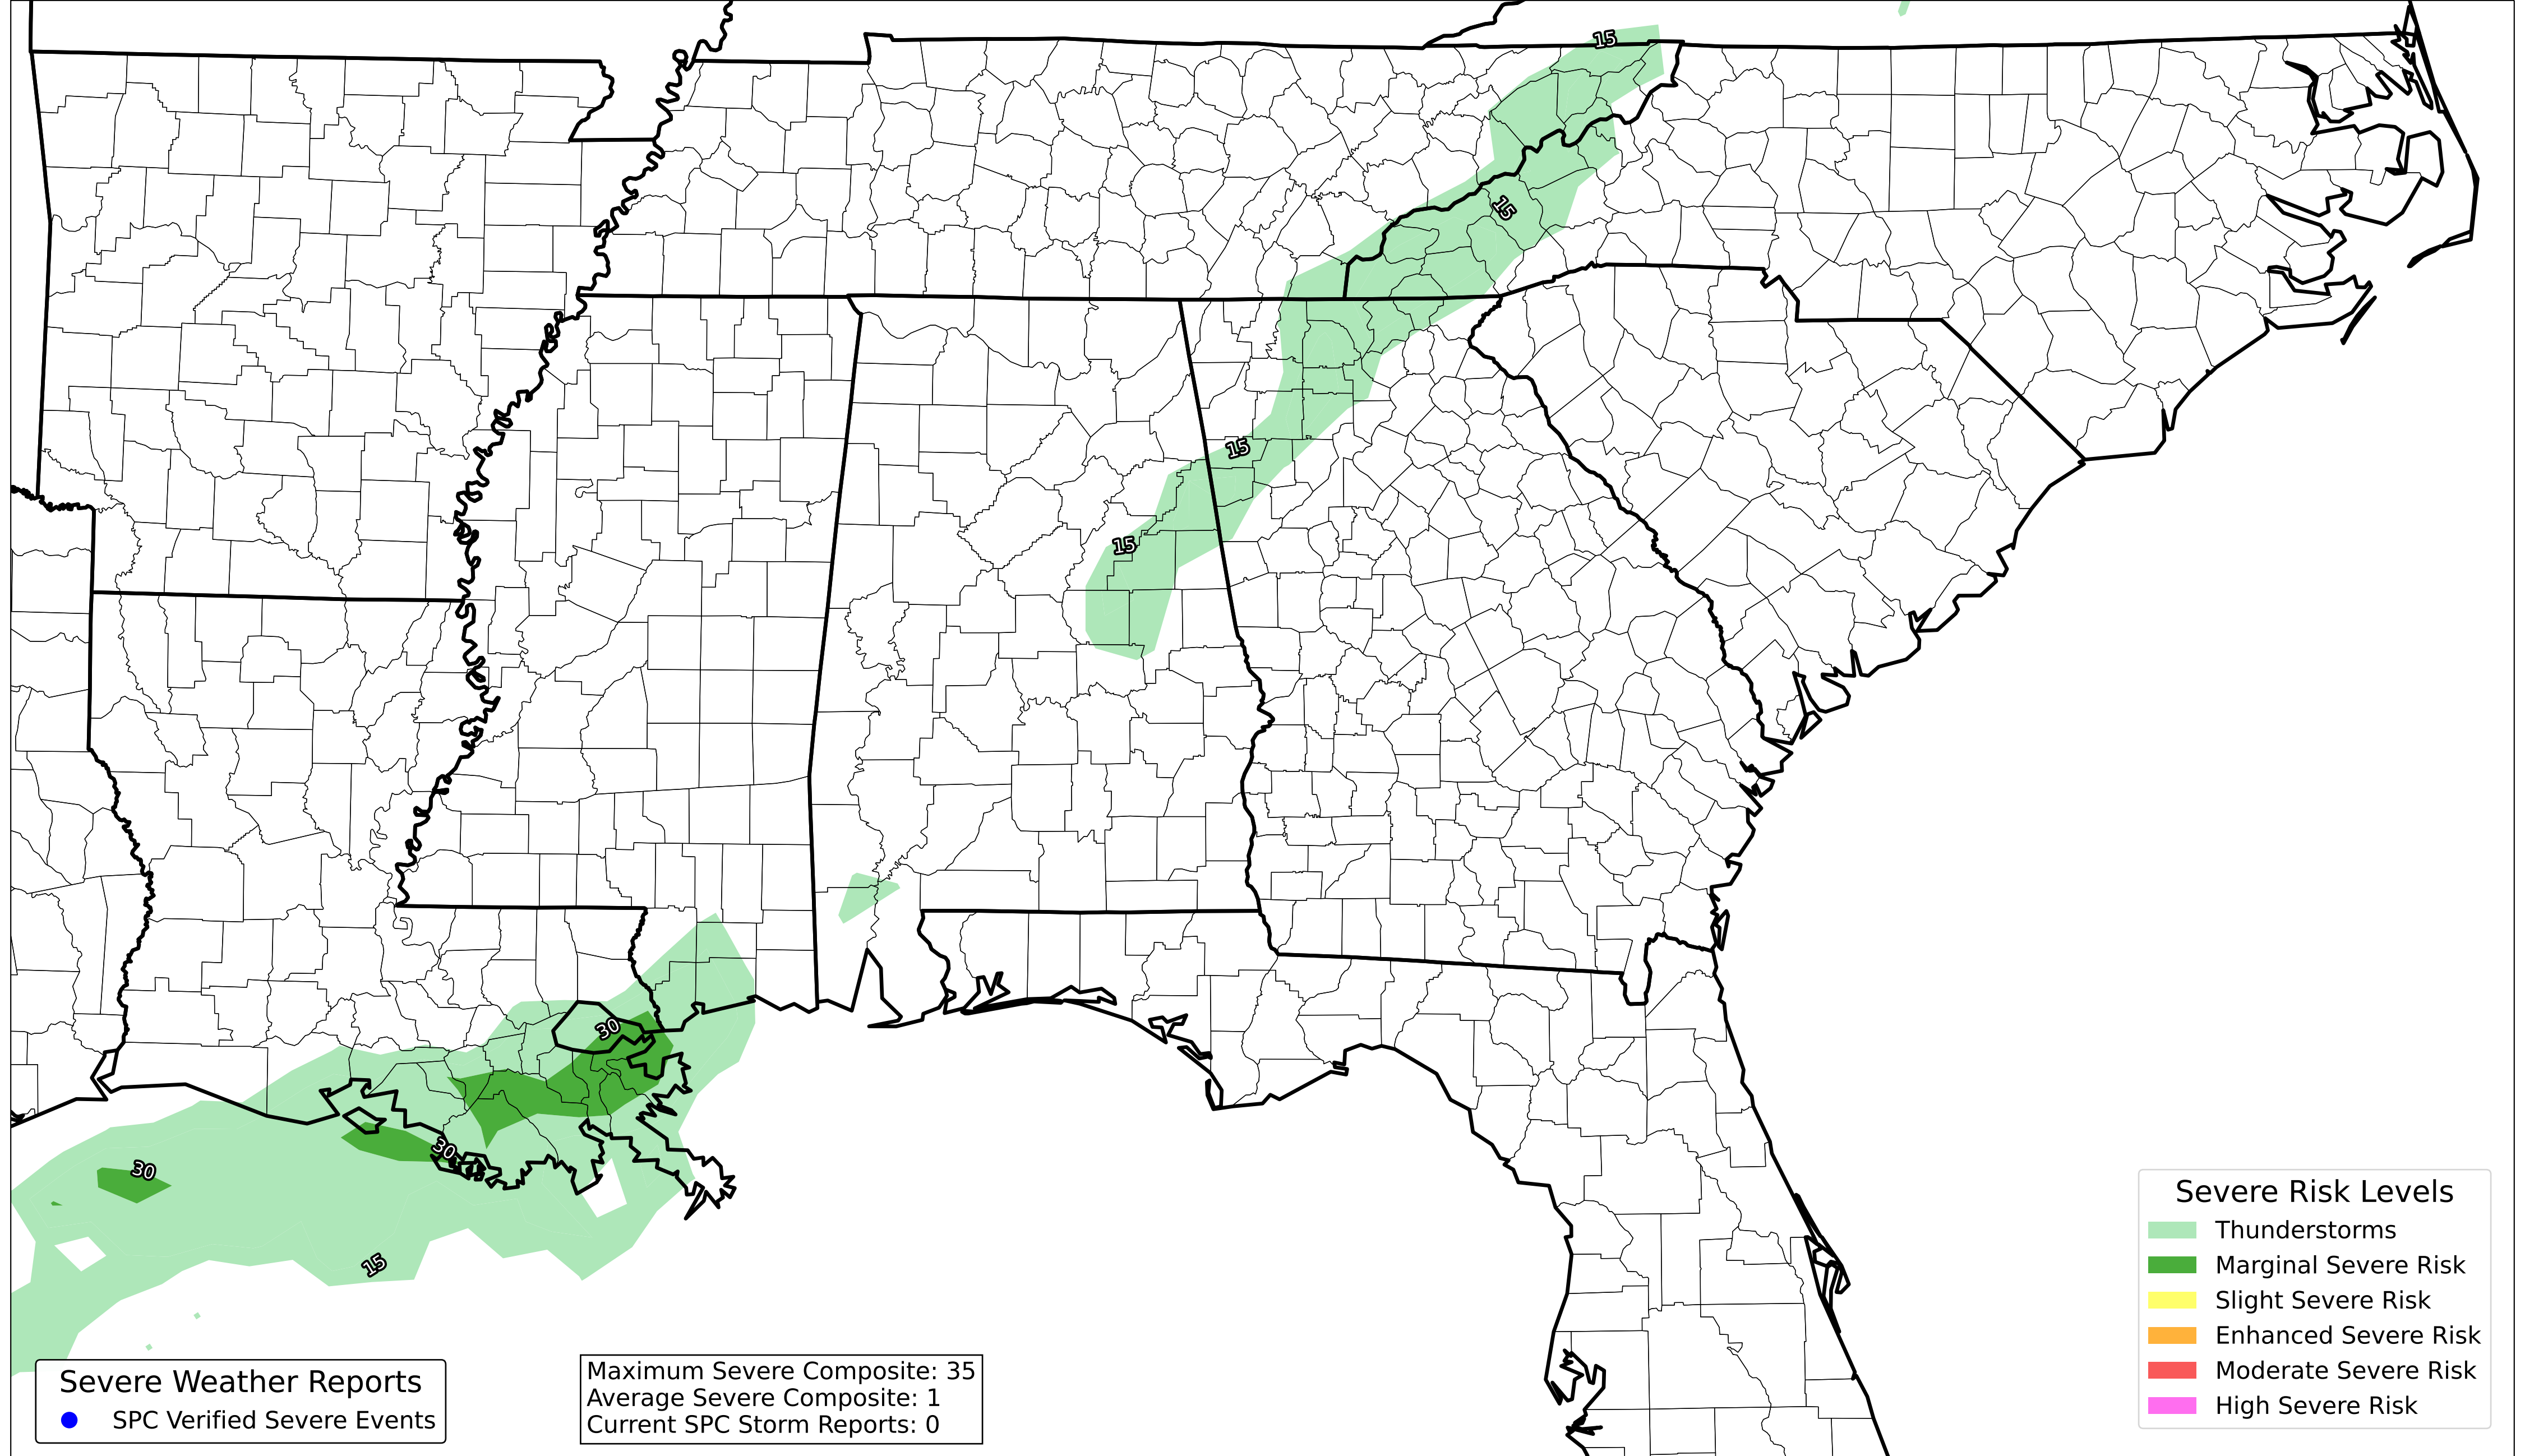 15
15
15
15
30
30
30
15
Severe Risk Levels
Thunderstorms
Marginal Severe Risk
Slight Severe Risk
Enhanced Severe Risk
Moderate Severe Risk
High Severe Risk
Severe Weather Reports
SPC Verified Severe Events
Maximum Severe Composite: 35
Average Severe Composite: 1
Current SPC Storm Reports: 0